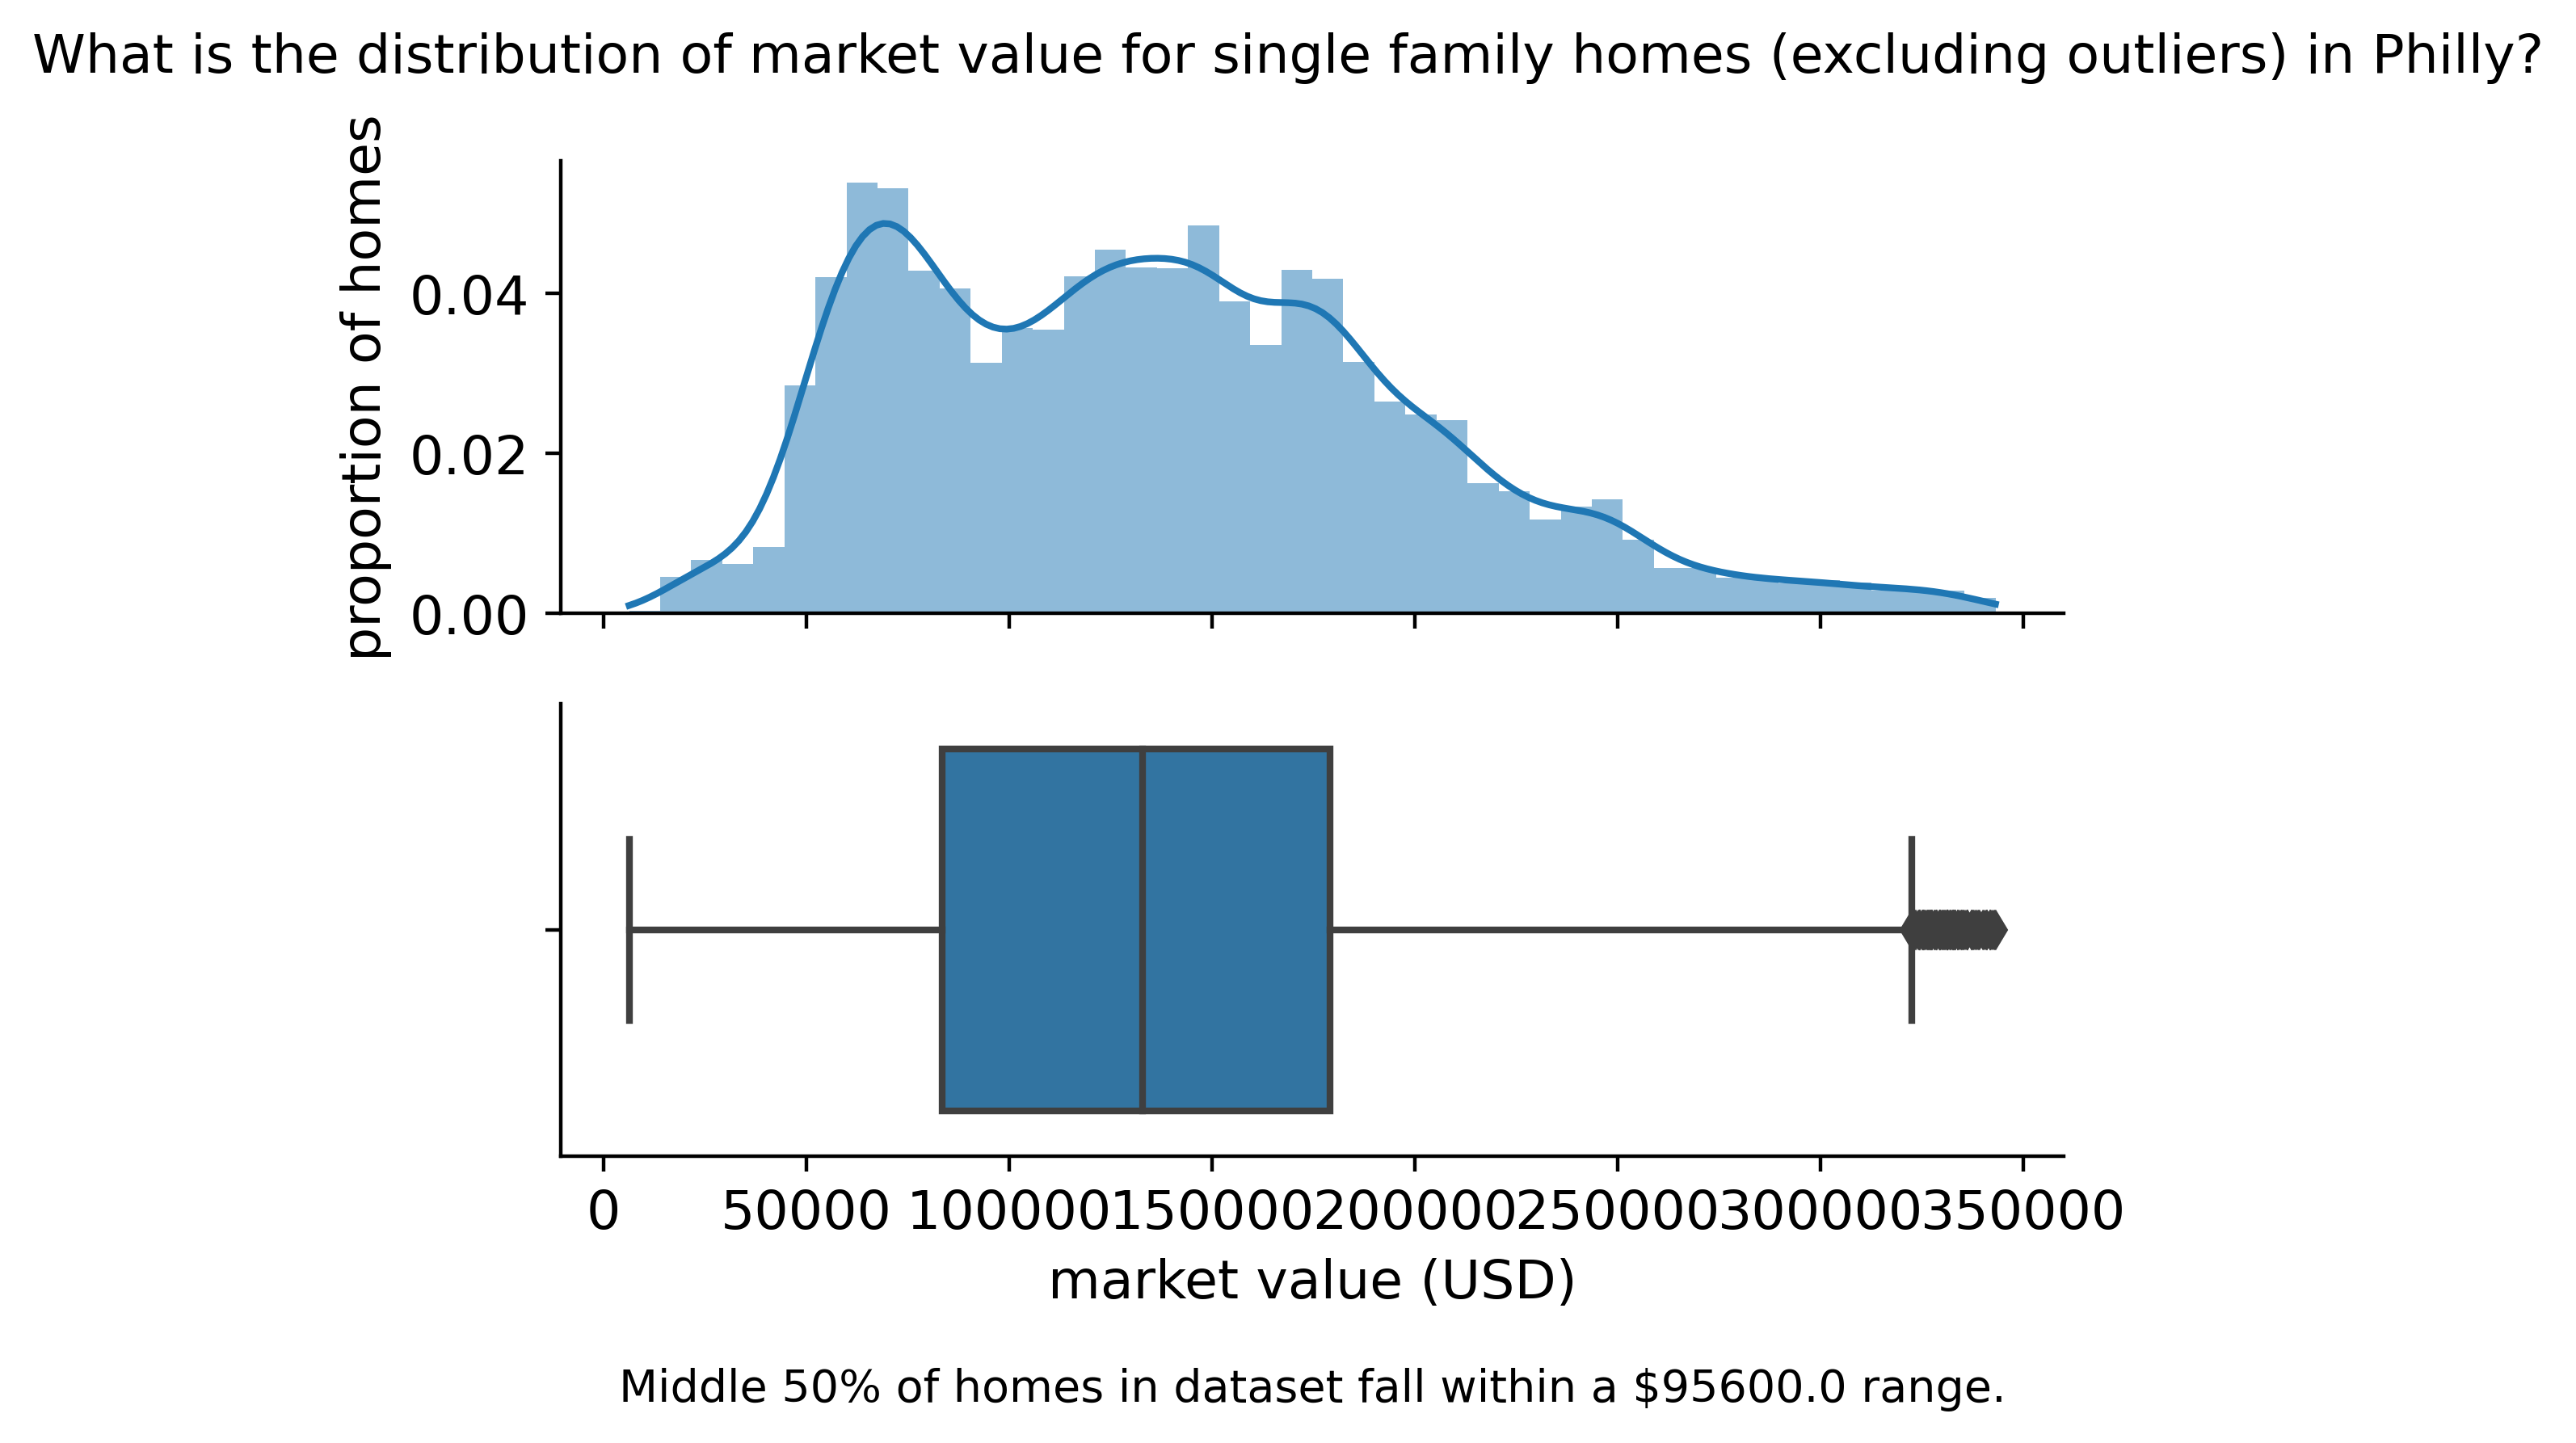 What is the distribution of market value for single family homes (excluding outliers) in Philly?
proportion of homes
0.04
0.02
0.00
0 50000 100000 150000 200000 250000 300000 350000
market value (USD)
Middle 50% of homes in dataset fall within a $95600.0 range.